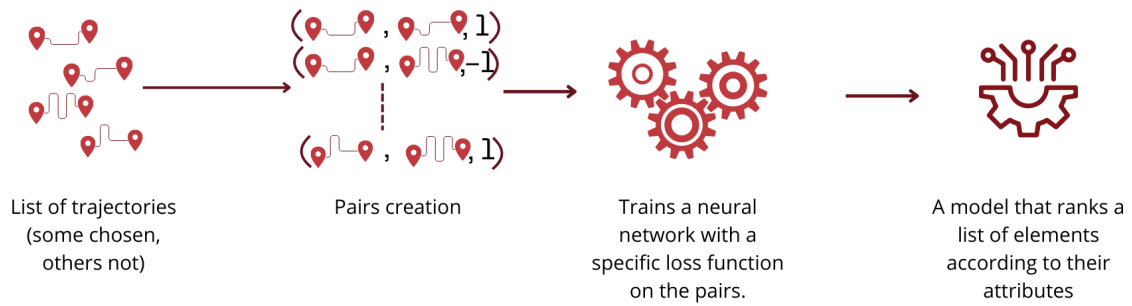 ( , , 1)
( , ,-1)
( , , 1)
List of trajectories
(some chosen,
others not)
Pairs creation
Trains a neural
network with a
specific loss function
on the pairs.
A model that ranks a
list of elements
according to their
attributes